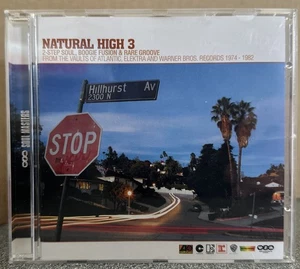 NATURAL HIGH 3
2-STEP SOUL, BOOGIE FUSION & RARE GROOVE
FROM THE VAULTS OF ATLANTIC, ELEKTRA AND WARNER BROS. RECORDS 1974 - 1982
Hillhurst Av
2300 N
STOP
SOUL MASTERS